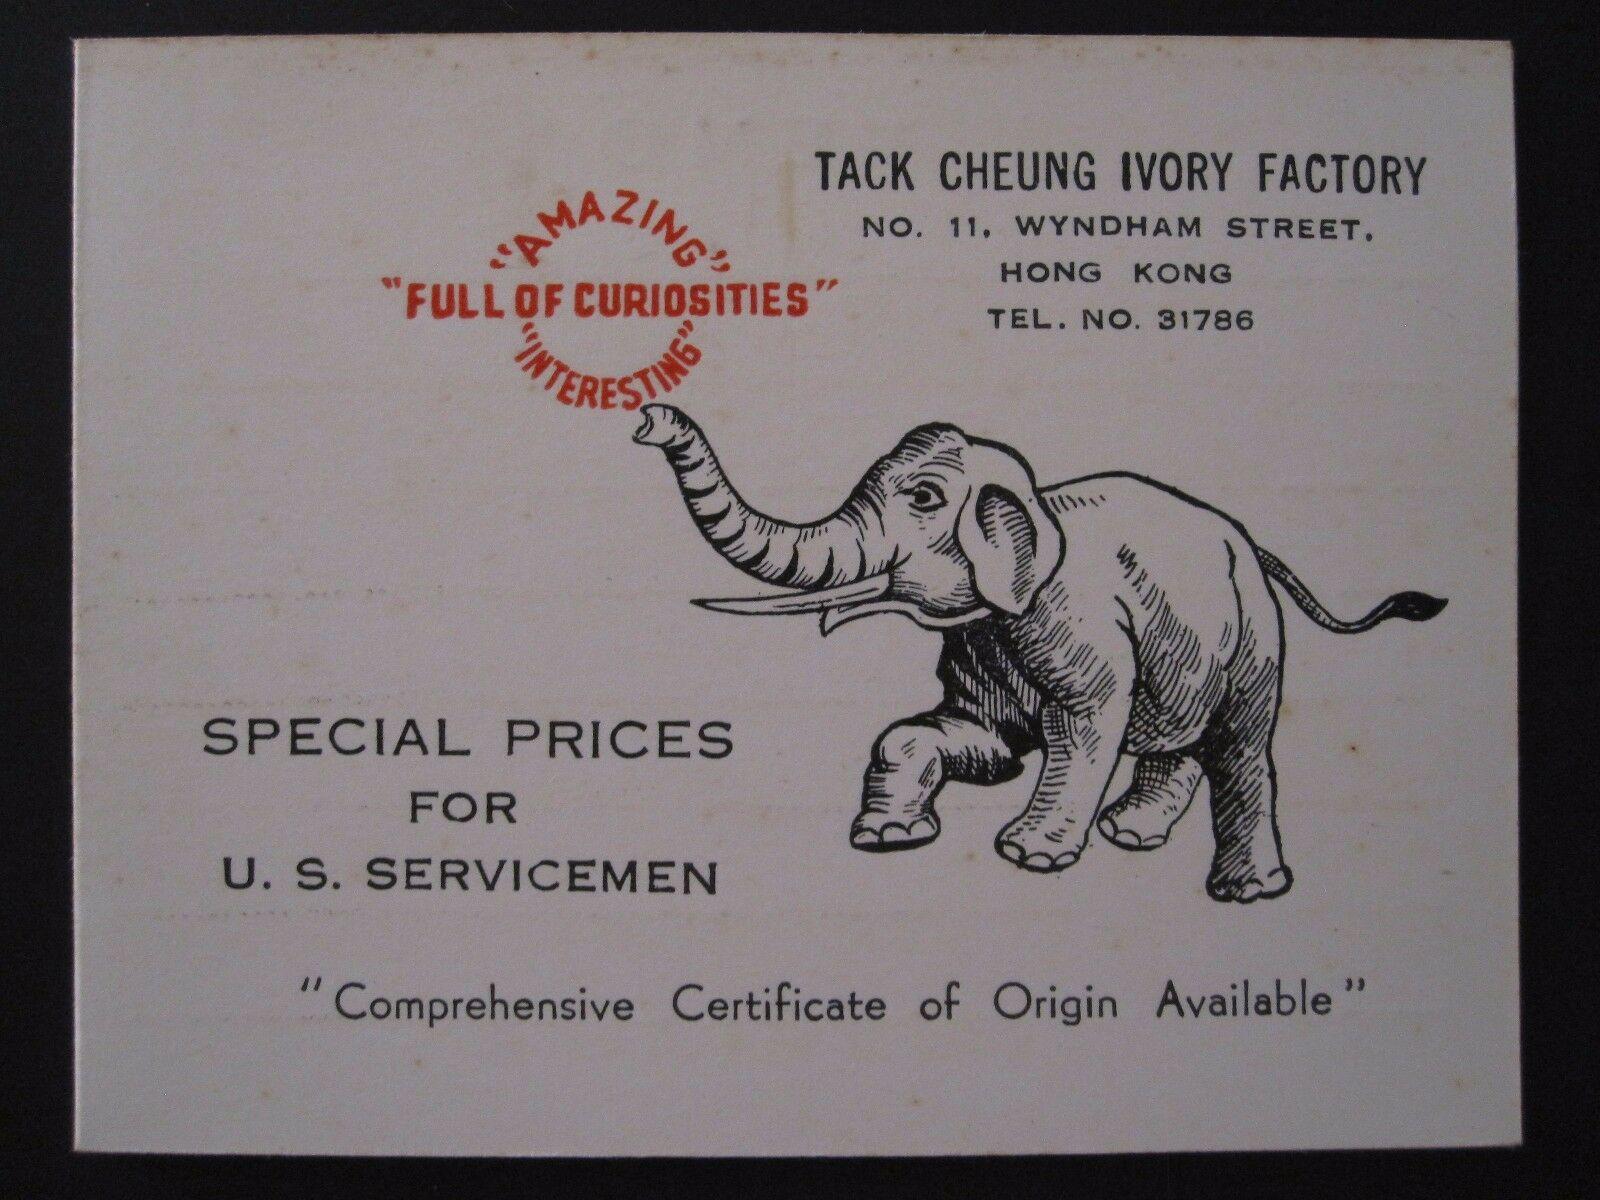 TACK CHEUNG IVORY FACTORY
NO. 11, WYNDHAM STREET,
HONG KONG
TEL. NO. 31786
"AMAZING"
"FULL OF CURIOSITIES"
"INTERESTING"
SPECIAL PRICES
FOR
U. S. SERVICEMEN
"Comprehensive Certificate of Origin Available"